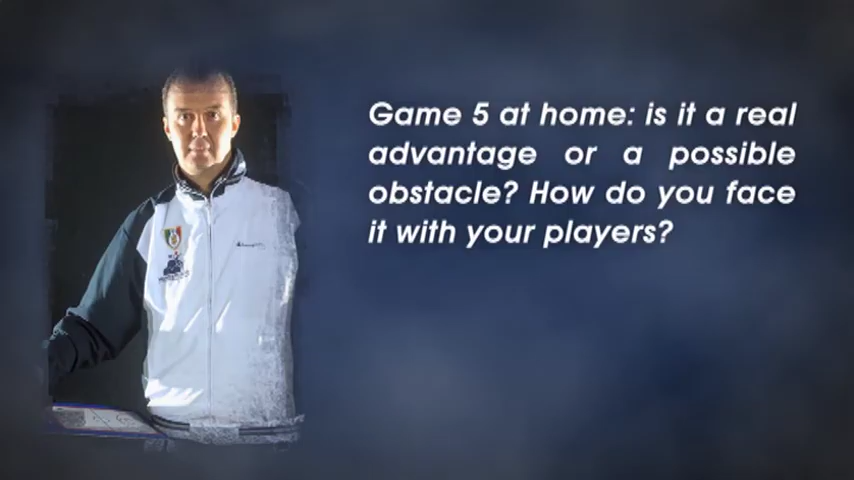 Game 5 at home: is it a real
advantage or a possible
obstacle? How do you face
it with your players?